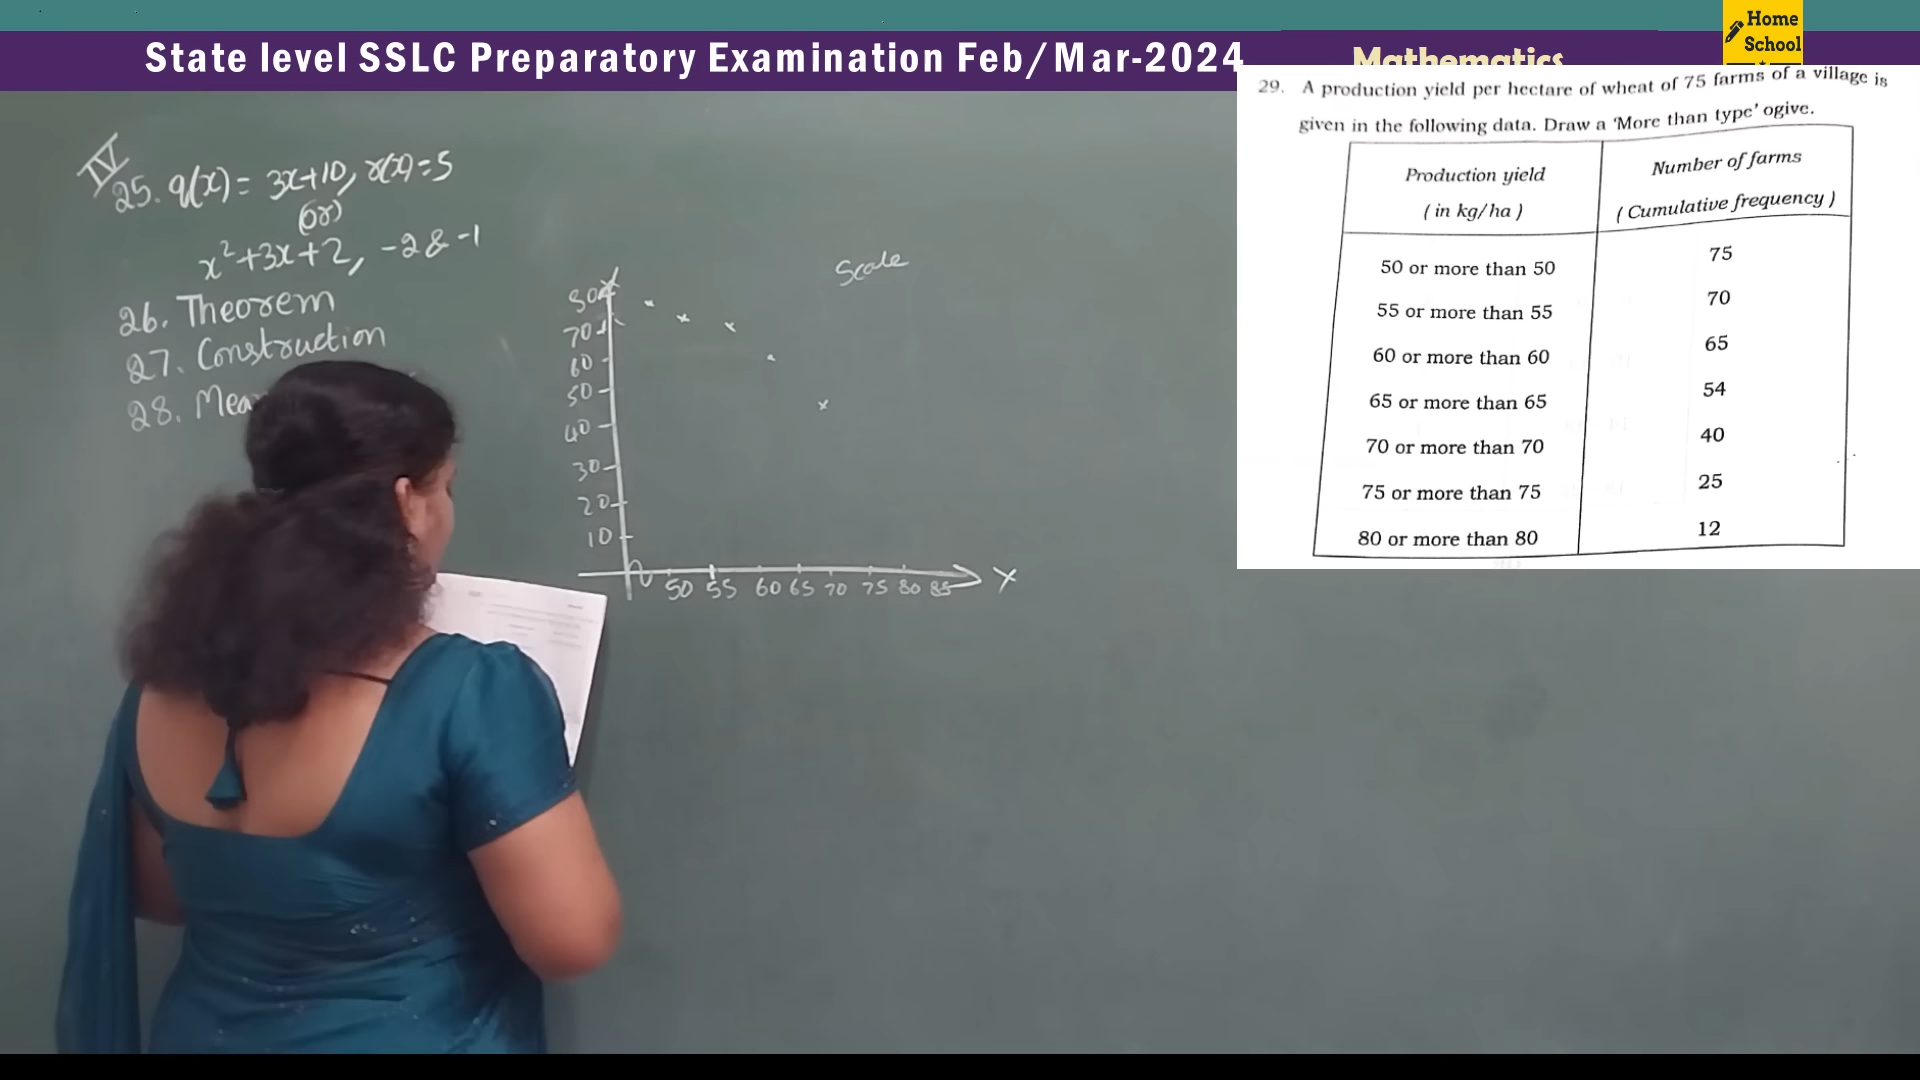 State level SSLC Preparatory Examination Feb/Mar-2024
Mathematics
Home
School
29. A production yield per hectare of wheat of 75 farms of a village is
given in the following data. Draw a ‘More than type’ ogive.
Production yield
( in kg/ha )
Number of farms
( Cumulative frequency )
50 or more than 50 75
55 or more than 55 70
60 or more than 60 65
65 or more than 65 54
70 or more than 70 40
75 or more than 75 25
80 or more than 80 12
IV
25. q(x) = 3x+10, r(x) = 5
(or)
x²+3x+2, -2 & -1
26. Theorem
27. Construction
28. Mea
Scale
Y
80
70
60
50
40
30
20
10
50 55 60 65 70 75 80 85 X